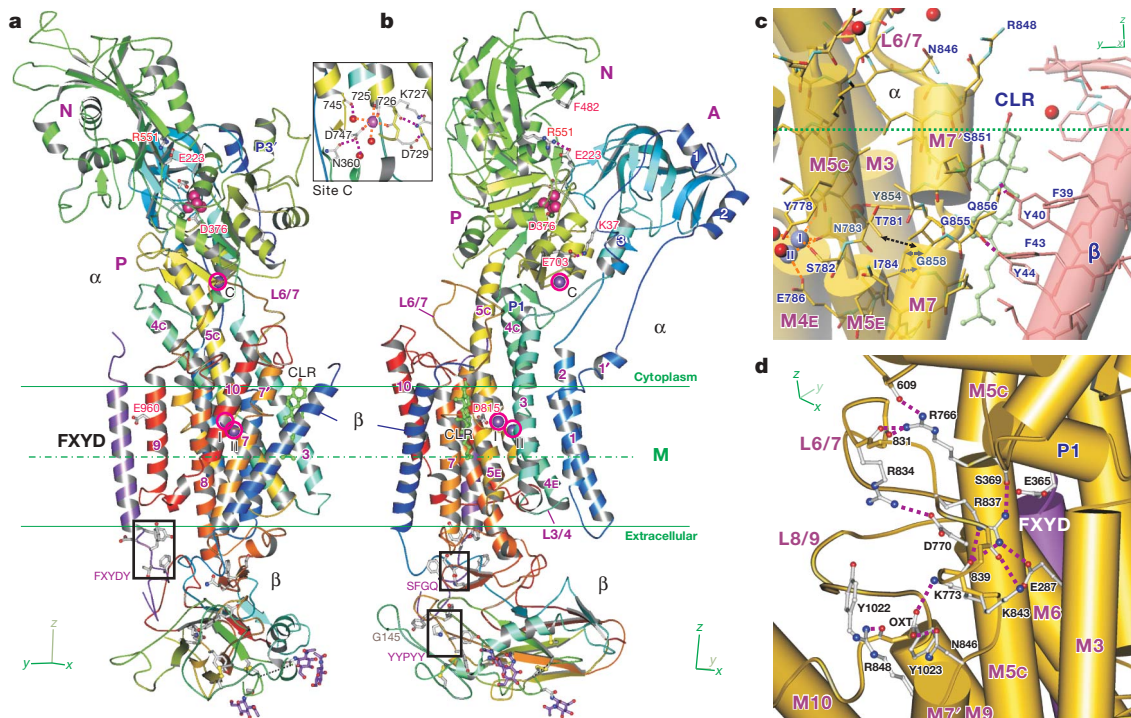 a
N
R551
E223
P3′
D376
α
P
C
L6/7
4C
5C
10
7′
CLR
β
E960
FXYD
9
I
II
7
8
3
FXYDY
β
z
y
x
745
725
726
K727
D747
N360
D729
Site C
b
N
F482
A
R551
E223
1
2
P
D376
K37
3
E703
C
L6/7
5C
P1
4C
α
1′
2
Cytoplasm
10
D815
3
I
II
CLR
M
7
1
5E
4E
L3/4
Extracellular
SFGQ
β
G145
YYPYY
z
y
x
c
R848
L6/7
N846
z
y
x
α
CLR
M7′
S851
M5C
M3
Y854
Q856
F39
Y778
T781
G855
Y40
I
N783
F43
β
II
S782
I784
G858
Y44
E786
M7
M4E
M5E
d
z
y
x
609
M5C
R766
L6/7
831
P1
R834
S369
E365
R837
FXYD
L8/9
D770
839
E287
K773
M6
Y1022
K843
OXT
M3
N846
R848
Y1023
M5C
M10
M7′
M9